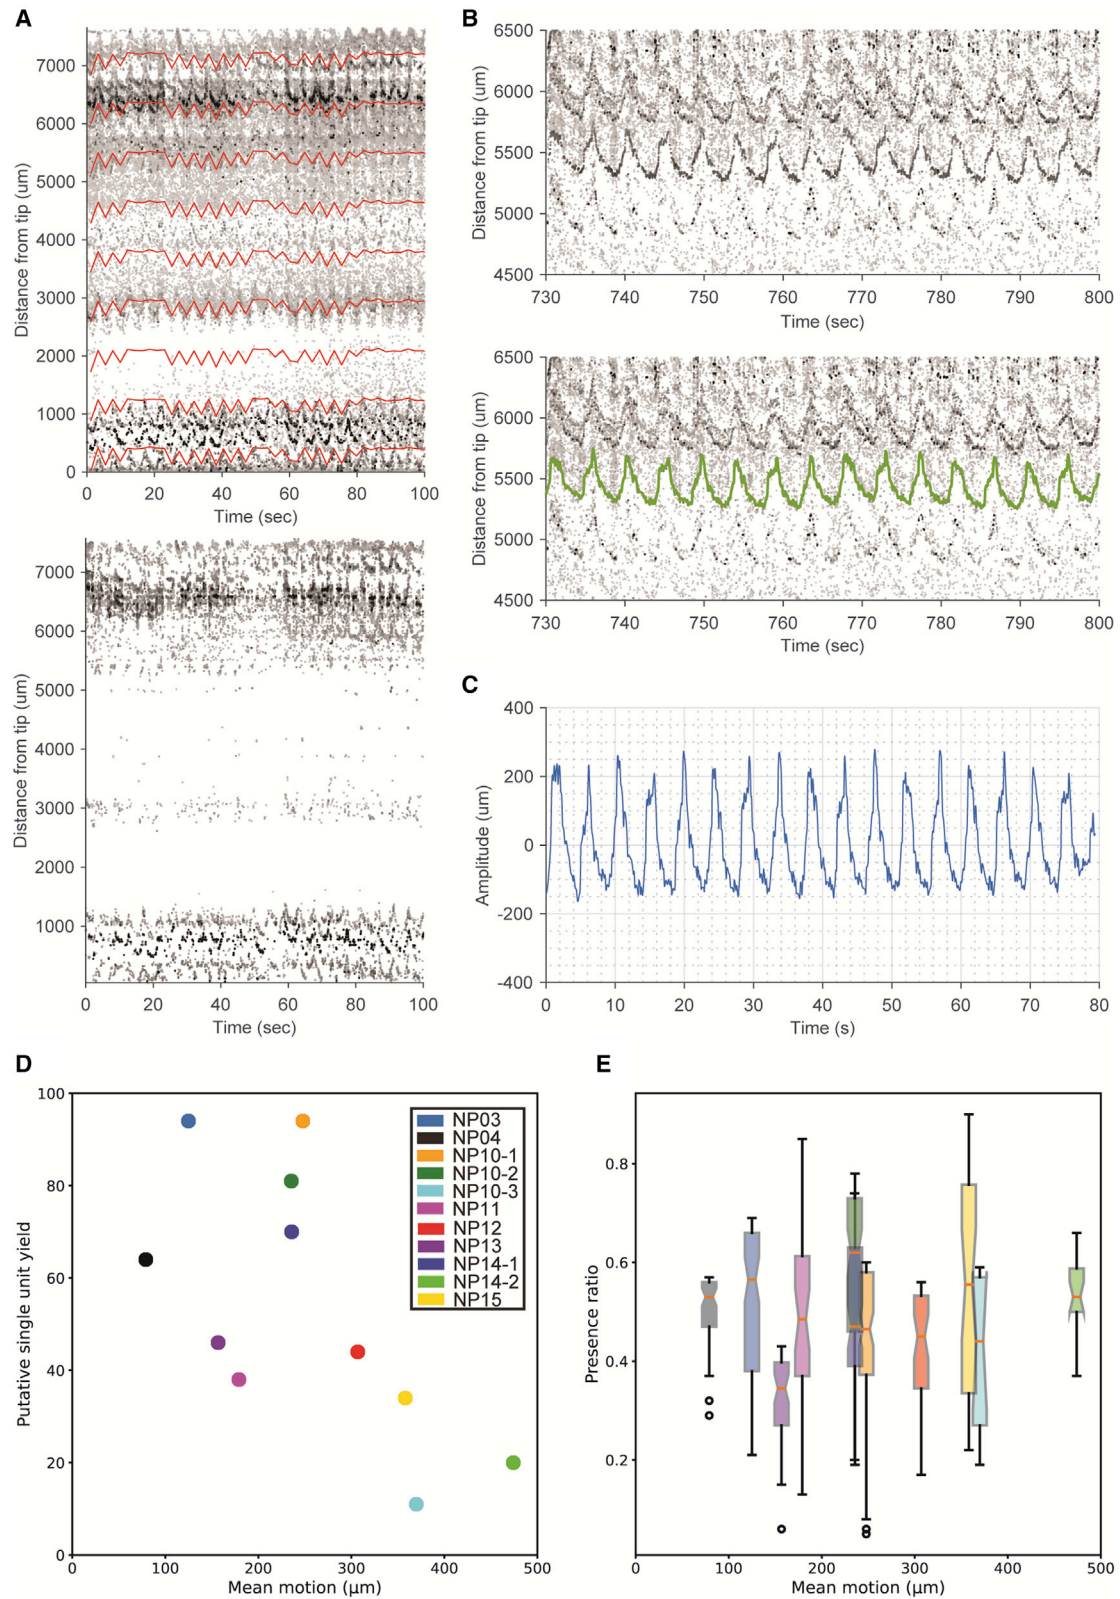 A
Distance from tip (um)
7000
6000
5000
4000
3000
2000
1000
0
0 20 40 60 80 100
Time (sec)
Distance from tip (um)
7000
6000
5000
4000
3000
2000
1000
0 20 40 60 80 100
Time (sec)
B
Distance from tip (um)
6500
6000
5500
5000
4500
730 740 750 760 770 780 790 800
Time (sec)
Distance from tip (um)
6500
6000
5500
5000
4500
730 740 750 760 770 780 790 800
Time (sec)
C
Amplitude (um)
400
200
0
-200
-400
0 10 20 30 40 50 60 70 80
Time (s)
D
Putative single unit yield
100
80
60
40
20
0
NP03
NP04
NP10-1
NP10-2
NP10-3
NP11
NP12
NP13
NP14-1
NP14-2
NP15
0 100 200 300 400 500
Mean motion (μm)
E
Presence ratio
0.8
0.6
0.4
0.2
0 100 200 300 400 500
Mean motion (μm)